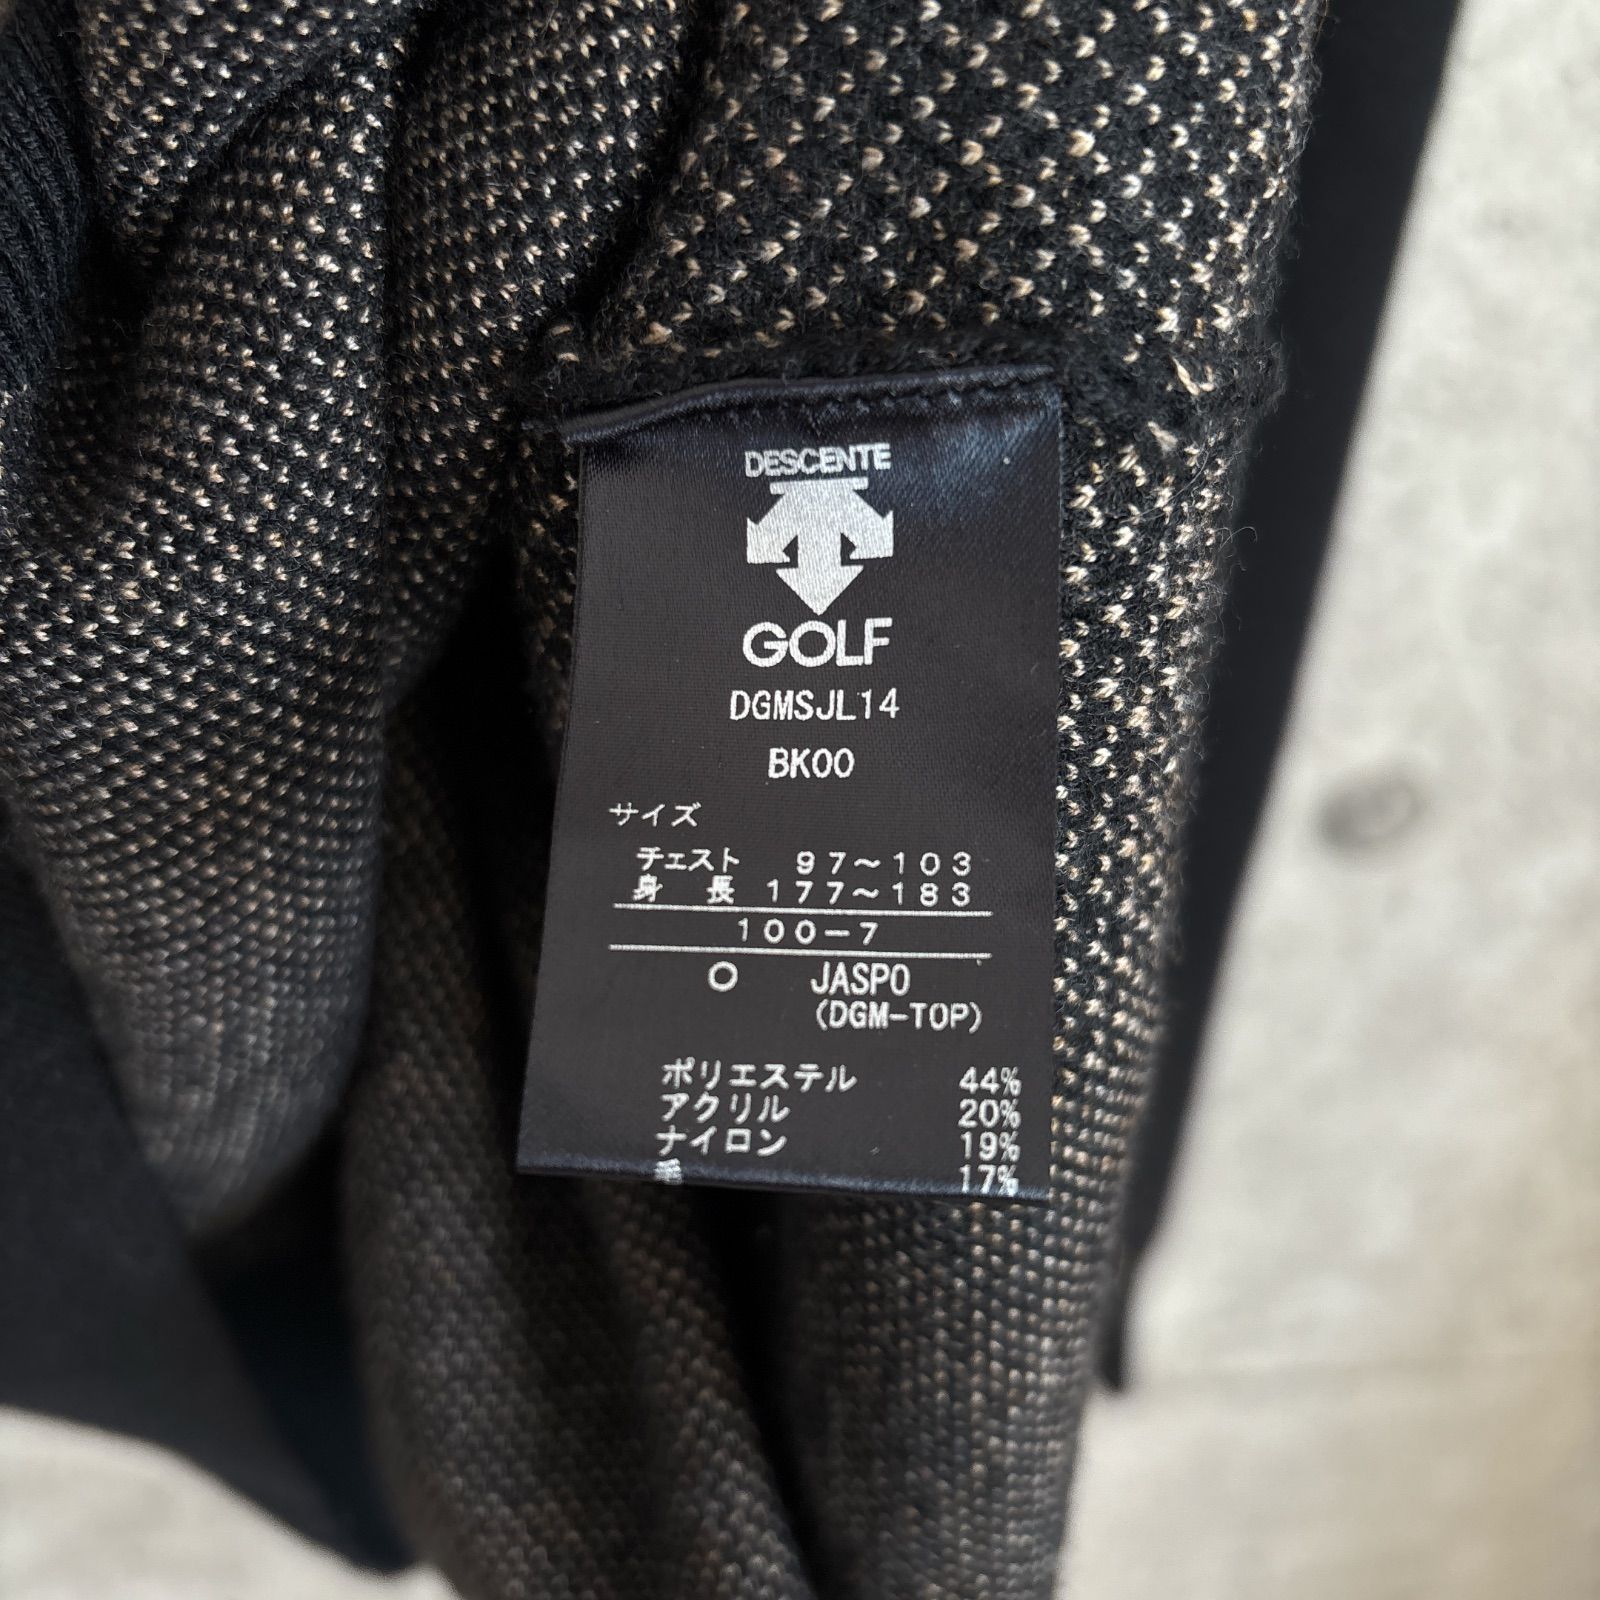 DESCENTE
GOLF
DGMSJL14
BK00
サイズ
チェスト 97～103
身長 177～183
100-7
○ JASPO
(DGM-TOP)
ポリエステル 44%
アクリル 20%
ナイロン 19%
毛 17%